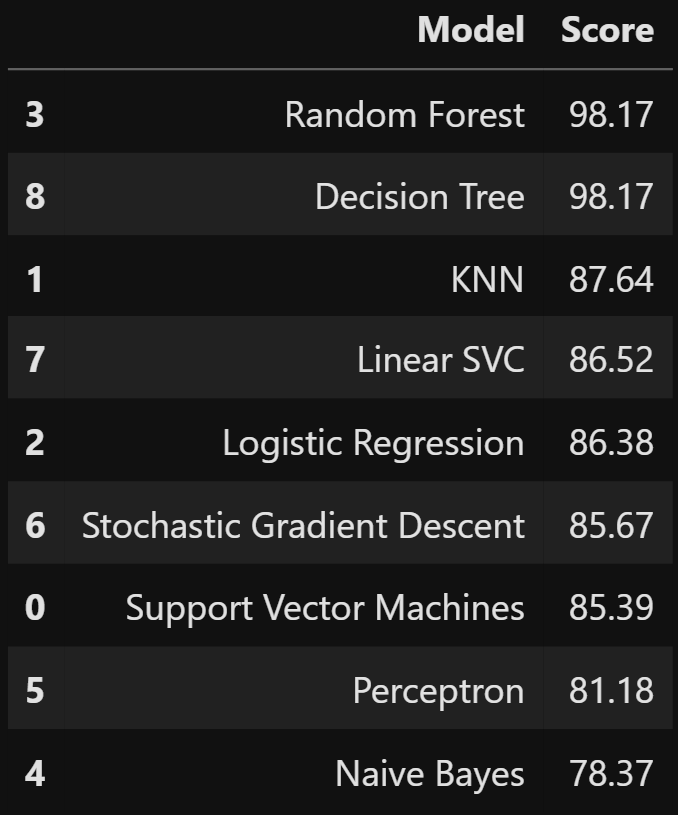 Model Score
3 Random Forest 98.17
8 Decision Tree 98.17
1 KNN 87.64
7 Linear SVC 86.52
2 Logistic Regression 86.38
6 Stochastic Gradient Descent 85.67
0 Support Vector Machines 85.39
5 Perceptron 81.18
4 Naive Bayes 78.37